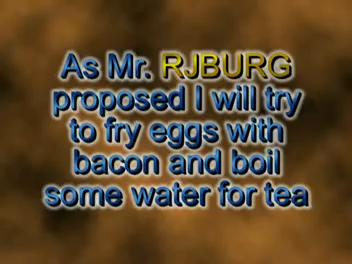 As Mr. RJBURG
proposed I will try
to fry eggs with
bacon and boil
some water for tea